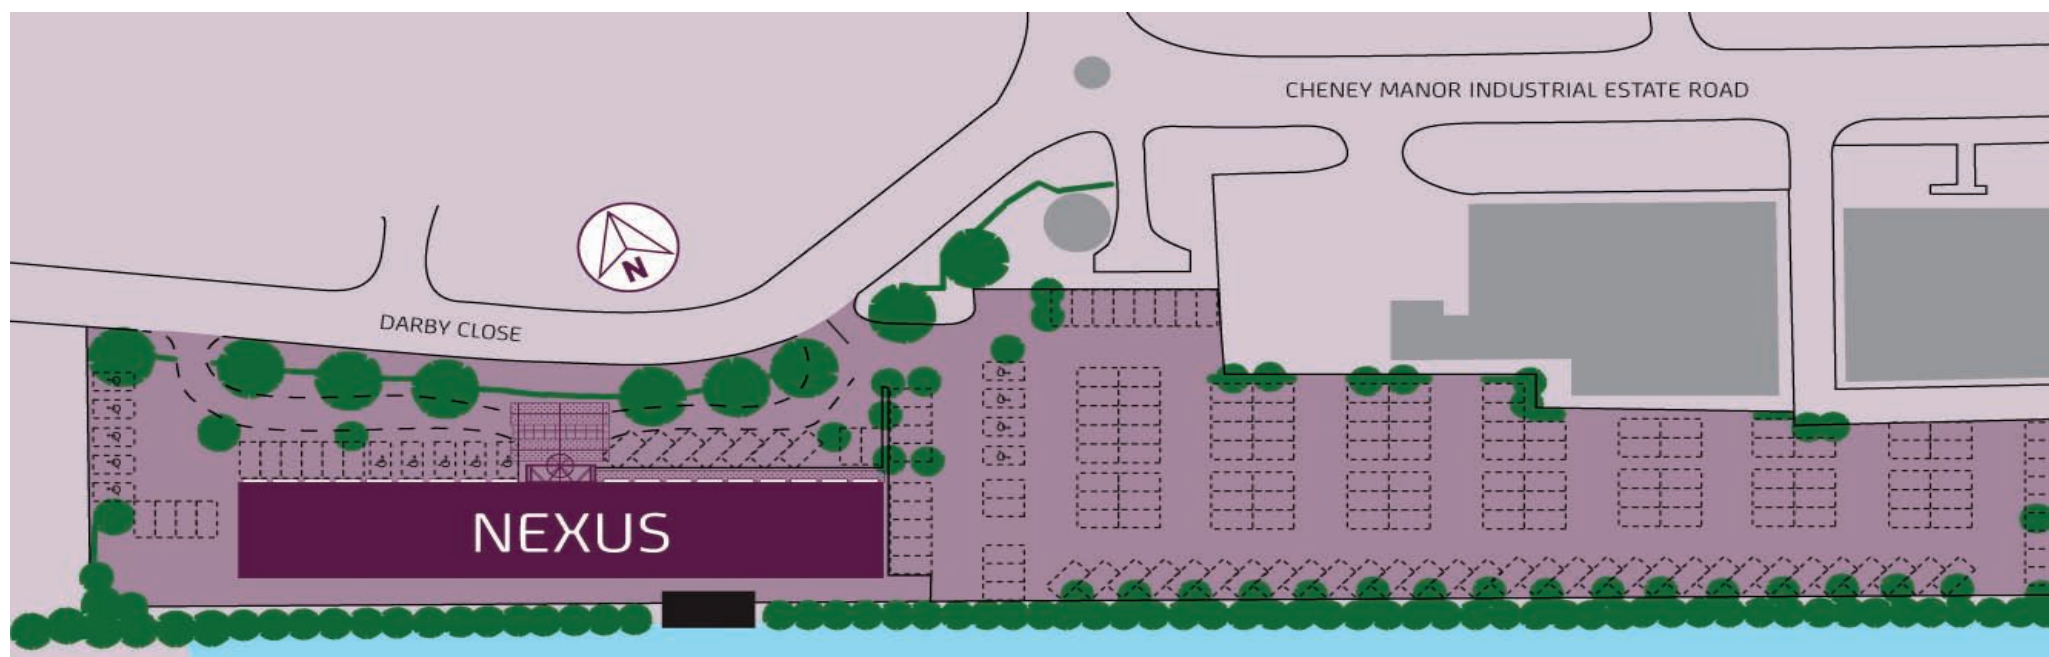 CHENEY MANOR INDUSTRIAL ESTATE ROAD
N
DARBY CLOSE
NEXUS